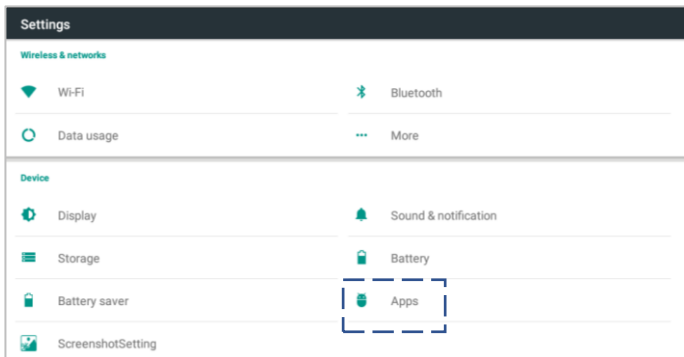 Settings
Wireless & networks
Wi-Fi
Bluetooth
Data usage
More
Device
Display
Sound & notification
Storage
Battery
Battery saver
Apps
ScreenshotSetting